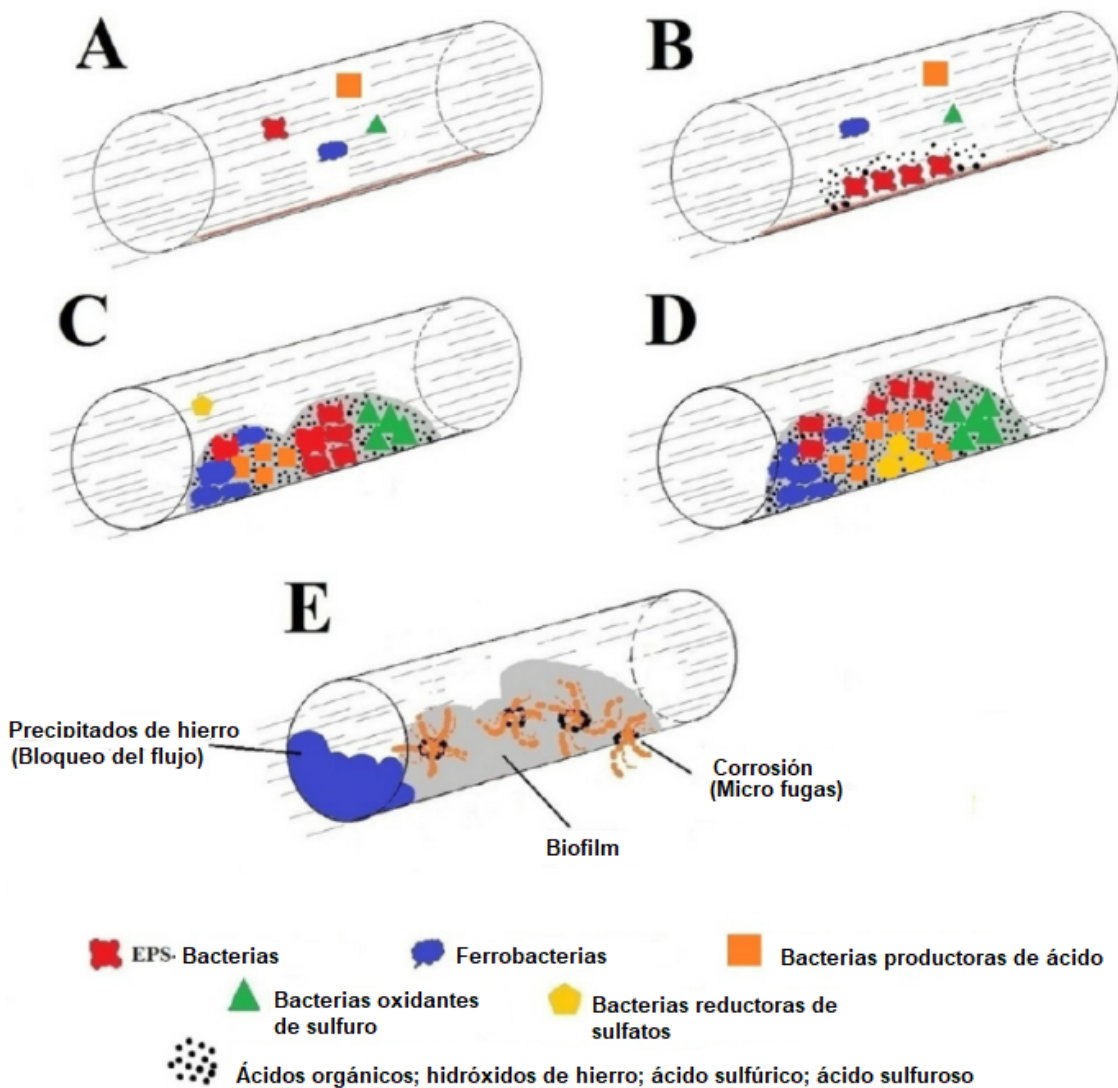 A
B
C
D
E
Precipitados de hierro
(Bloqueo del flujo)
Corrosión
(Micro fugas)
Biofilm
EPS- Bacterias
Ferrobacterias
Bacterias productoras de ácido
Bacterias oxidantes
de sulfuro
Bacterias reductoras de
sulfatos
Ácidos orgánicos; hidróxidos de hierro; ácido sulfúrico; ácido sulfuroso